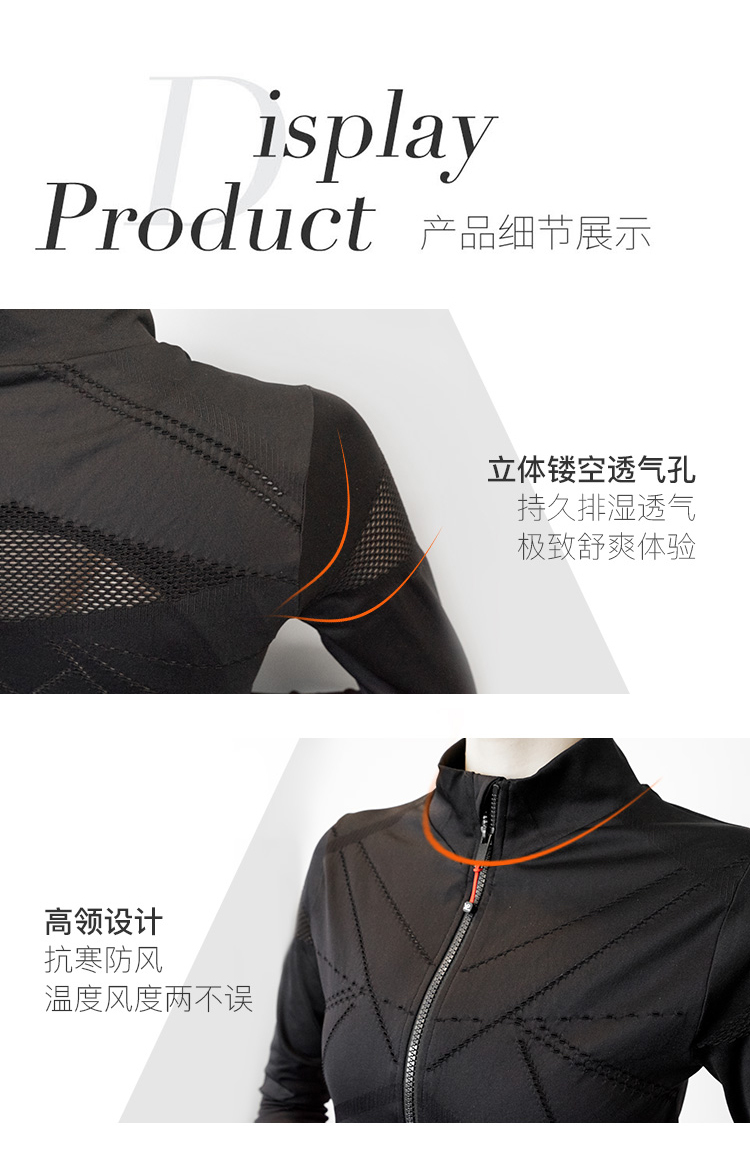 Display
Product 产品细节展示
立体镂空透气孔
持久排湿透气
极致舒爽体验
高领设计
抗寒防风
温度风度两不误